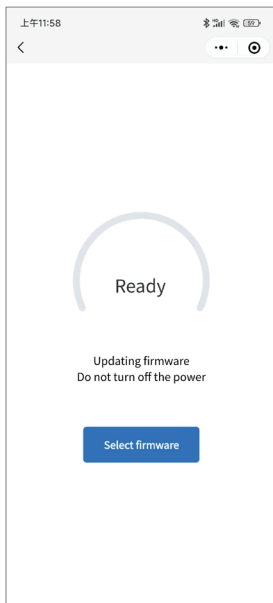 上午11:58
Ready
Updating firmware
Do not turn off the power
Select firmware